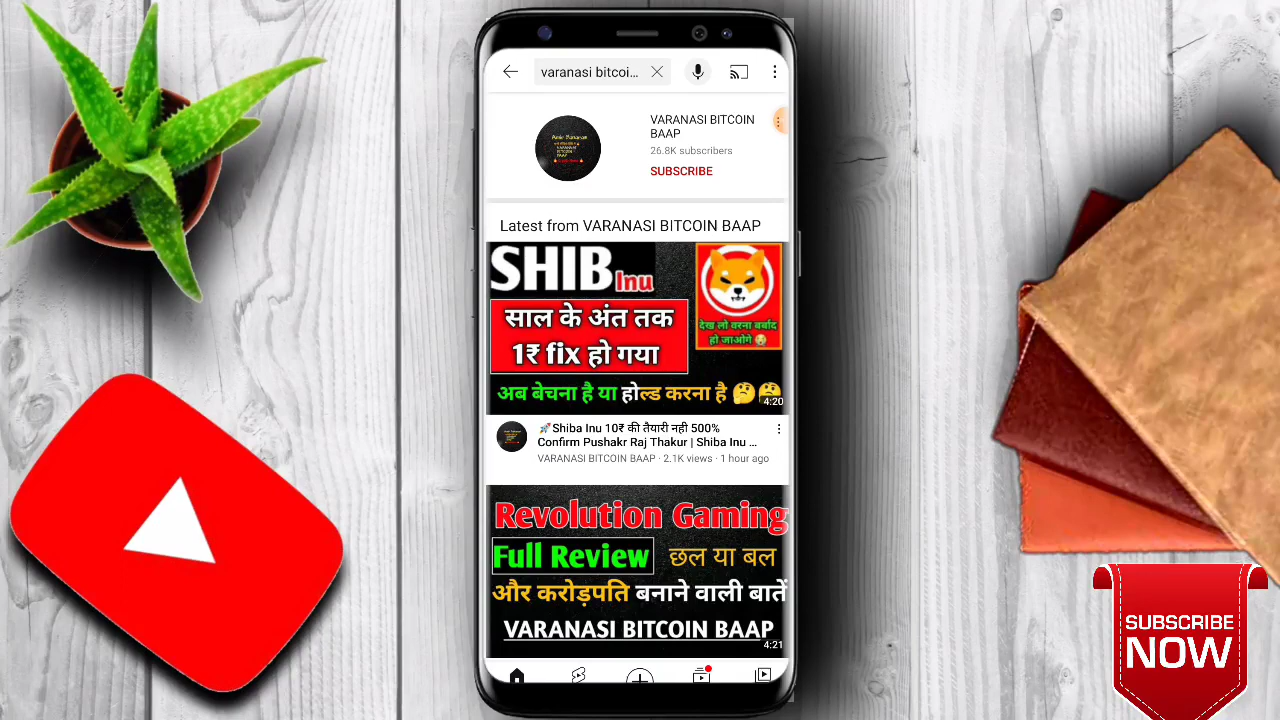 varanasi bitcoi...
VARANASI BITCOIN
BAAP
26.8K subscribers
SUBSCRIBE
Latest from VARANASI BITCOIN BAAP
SHIB Inu
साल के अंत तक
1₹ fix हो गया
देख लो वरना बर्बाद
हो जाओगे 😭
अब बेचना है या होल्ड करना है 🤔
4:20
🚀Shiba Inu 10₹ की तैयारी नही 500%
Confirm Pushakr Raj Thakur | Shiba Inu ...
VARANASI BITCOIN BAAP · 2.1K views · 1 hour ago
Revolution Gaming
Full Review छल या बल
और करोड़पति बनाने वाली बातें
VARANASI BITCOIN BAAP
4:21
SUBSCRIBE
NOW